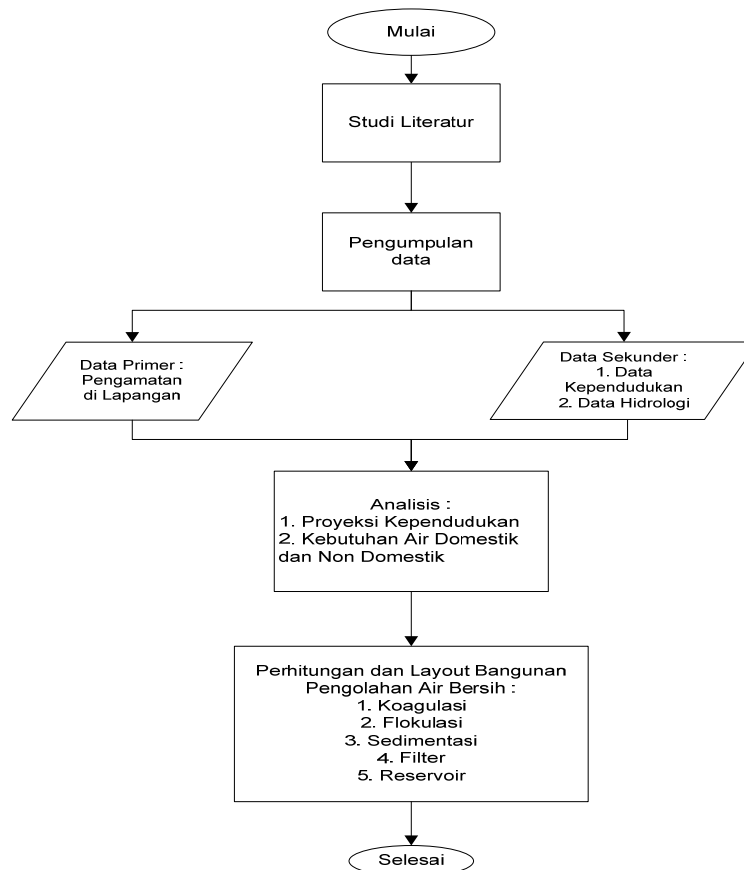 Mulai
Studi Literatur
Pengumpulan
data
Data Primer :
Pengamatan
di Lapangan
Data Sekunder :
1. Data
Kependudukan
2. Data Hidrologi
Analisis :
1. Proyeksi Kependudukan
2. Kebutuhan Air Domestik
dan Non Domestik
Perhitungan dan Layout Bangunan
Pengolahan Air Bersih :
1. Koagulasi
2. Flokulasi
3. Sedimentasi
4. Filter
5. Reservoir
Selesai